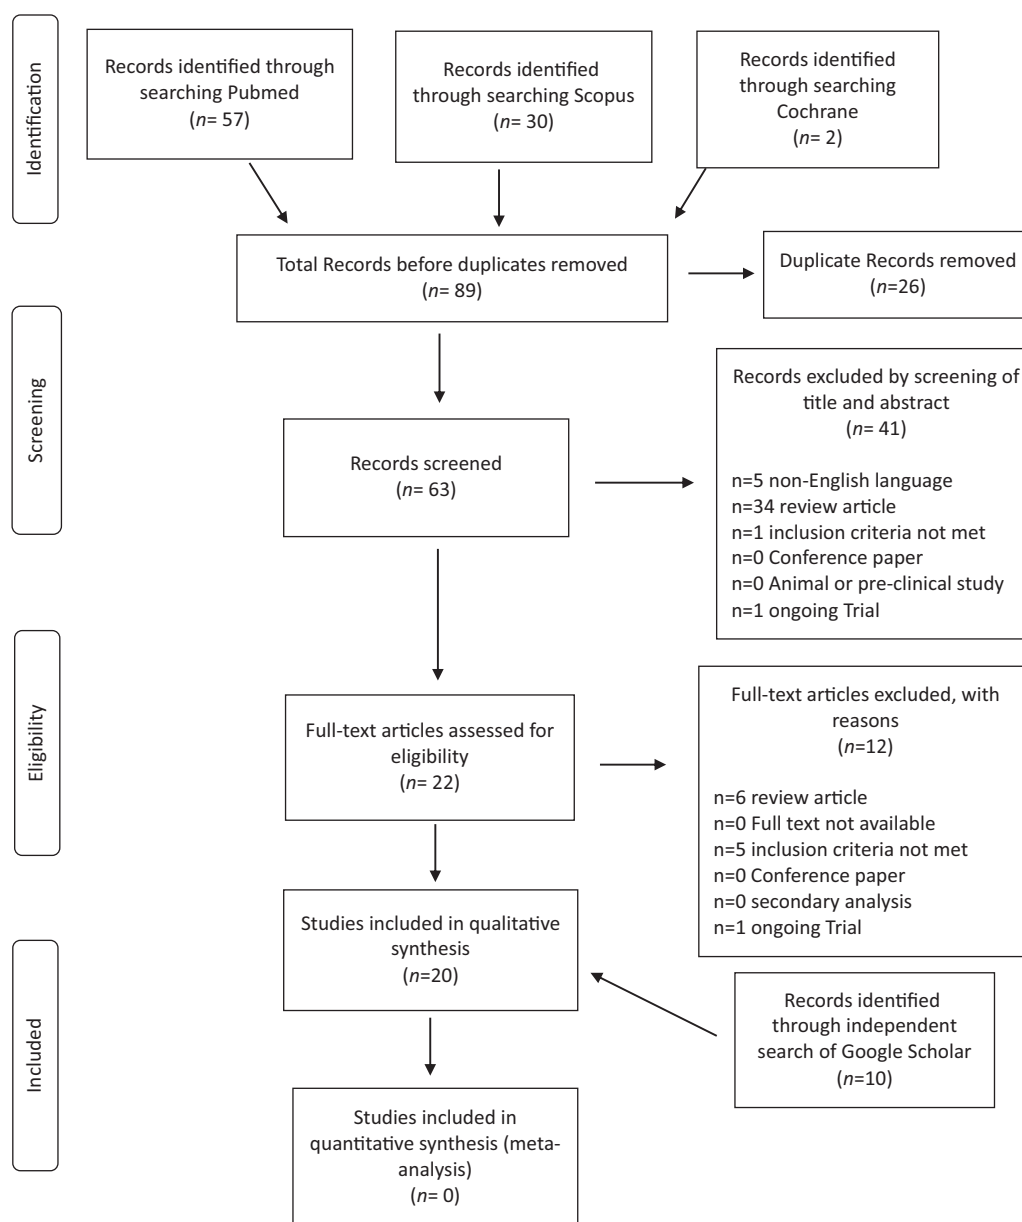 Identification
Records identified through
searching Pubmed
(n= 57)
Records identified
through searching Scopus
(n= 30)
Records identified
through searching
Cochrane
(n= 2)
Total Records before duplicates removed
(n= 89)
Duplicate Records removed
(n=26)
Screening
Records screened
(n= 63)
Records excluded by screening of
title and abstract
(n= 41)
n=5 non-English language
n=34 review article
n=1 inclusion criteria not met
n=0 Conference paper
n=0 Animal or pre-clinical study
n=1 ongoing Trial
Eligibility
Full-text articles assessed for
eligibility
(n= 22)
Full-text articles excluded, with
reasons
(n=12)
n=6 review article
n=0 Full text not available
n=5 inclusion criteria not met
n=0 Conference paper
n=0 secondary analysis
n=1 ongoing Trial
Included
Studies included in qualitative
synthesis
(n=20)
Records identified
through independent
search of Google Scholar
(n=10)
Studies included in
quantitative synthesis (meta-
analysis)
(n= 0)